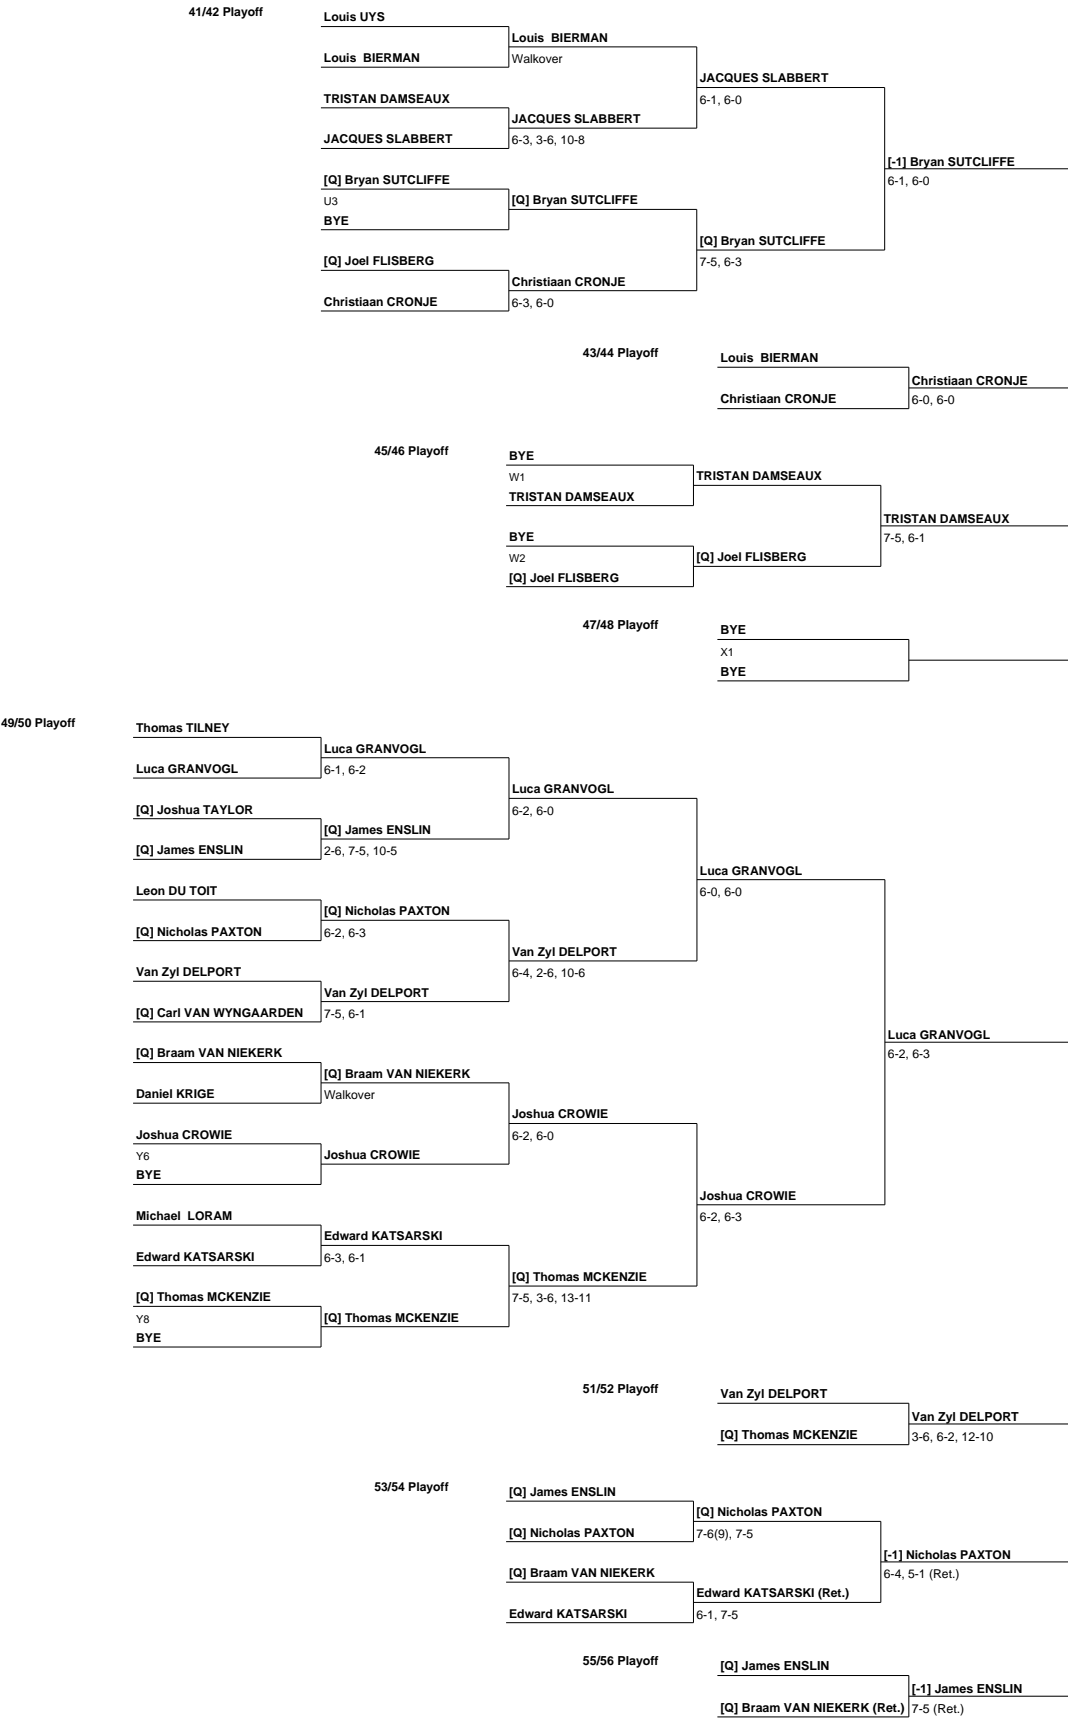 41/42 Playoff
Louis UYS
Louis  BIERMAN
Louis  BIERMAN
Walkover
JACQUES SLABBERT
6-1, 6-0
TRISTAN DAMSEAUX
JACQUES SLABBERT
JACQUES SLABBERT
6-3, 3-6, 10-8
[-1] Bryan SUTCLIFFE
6-1, 6-0
[Q] Bryan SUTCLIFFE
U3
[Q] Bryan SUTCLIFFE
BYE
[Q] Bryan SUTCLIFFE
7-5, 6-3
[Q] Joel FLISBERG
Christiaan CRONJE
Christiaan CRONJE
6-3, 6-0
43/44 Playoff
Louis  BIERMAN
Christiaan CRONJE
Christiaan CRONJE
6-0, 6-0
45/46 Playoff
BYE
W1
TRISTAN DAMSEAUX
TRISTAN DAMSEAUX
TRISTAN DAMSEAUX
7-5, 6-1
BYE
W2
[Q] Joel FLISBERG
[Q] Joel FLISBERG
47/48 Playoff
BYE
X1
BYE
49/50 Playoff
Thomas TILNEY
Luca GRANVOGL
Luca GRANVOGL
6-1, 6-2
Luca GRANVOGL
6-2, 6-0
[Q] Joshua TAYLOR
[Q] James ENSLIN
[Q] James ENSLIN
2-6, 7-5, 10-5
Luca GRANVOGL
6-0, 6-0
Leon DU TOIT
[Q] Nicholas PAXTON
[Q] Nicholas PAXTON
6-2, 6-3
Van Zyl DELPORT
6-4, 2-6, 10-6
Van Zyl DELPORT
Van Zyl DELPORT
[Q] Carl VAN WYNGAARDEN
7-5, 6-1
Luca GRANVOGL
6-2, 6-3
[Q] Braam VAN NIEKERK
[Q] Braam VAN NIEKERK
Daniel KRIGE
Walkover
Joshua CROWIE
6-2, 6-0
Joshua CROWIE
Y6
Joshua CROWIE
BYE
Joshua CROWIE
6-2, 6-3
Michael  LORAM
Edward KATSARSKI
Edward KATSARSKI
6-3, 6-1
[Q] Thomas MCKENZIE
7-5, 3-6, 13-11
[Q] Thomas MCKENZIE
Y8
[Q] Thomas MCKENZIE
BYE
51/52 Playoff
Van Zyl DELPORT
Van Zyl DELPORT
[Q] Thomas MCKENZIE
3-6, 6-2, 12-10
53/54 Playoff
[Q] James ENSLIN
[Q] Nicholas PAXTON
[Q] Nicholas PAXTON
7-6(9), 7-5
[-1] Nicholas PAXTON
6-4, 5-1 (Ret.)
[Q] Braam VAN NIEKERK
Edward KATSARSKI (Ret.)
Edward KATSARSKI
6-1, 7-5
55/56 Playoff
[Q] James ENSLIN
[-1] James ENSLIN
[Q] Braam VAN NIEKERK (Ret.)
7-5 (Ret.)